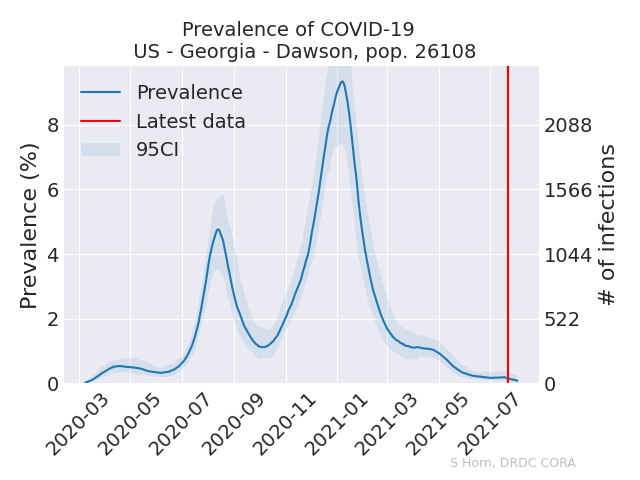 Prevalence of COVID-19
US - Georgia - Dawson, pop. 26108
Prevalence
Latest data
95CI
Prevalence (%)
8
6
4
2
0
2088
1566
1044
522
0
# of infections
2020-03
2020-05
2020-07
2020-09
2020-11
2021-01
2021-03
2021-05
2021-07
S Horn, DRDC CORA